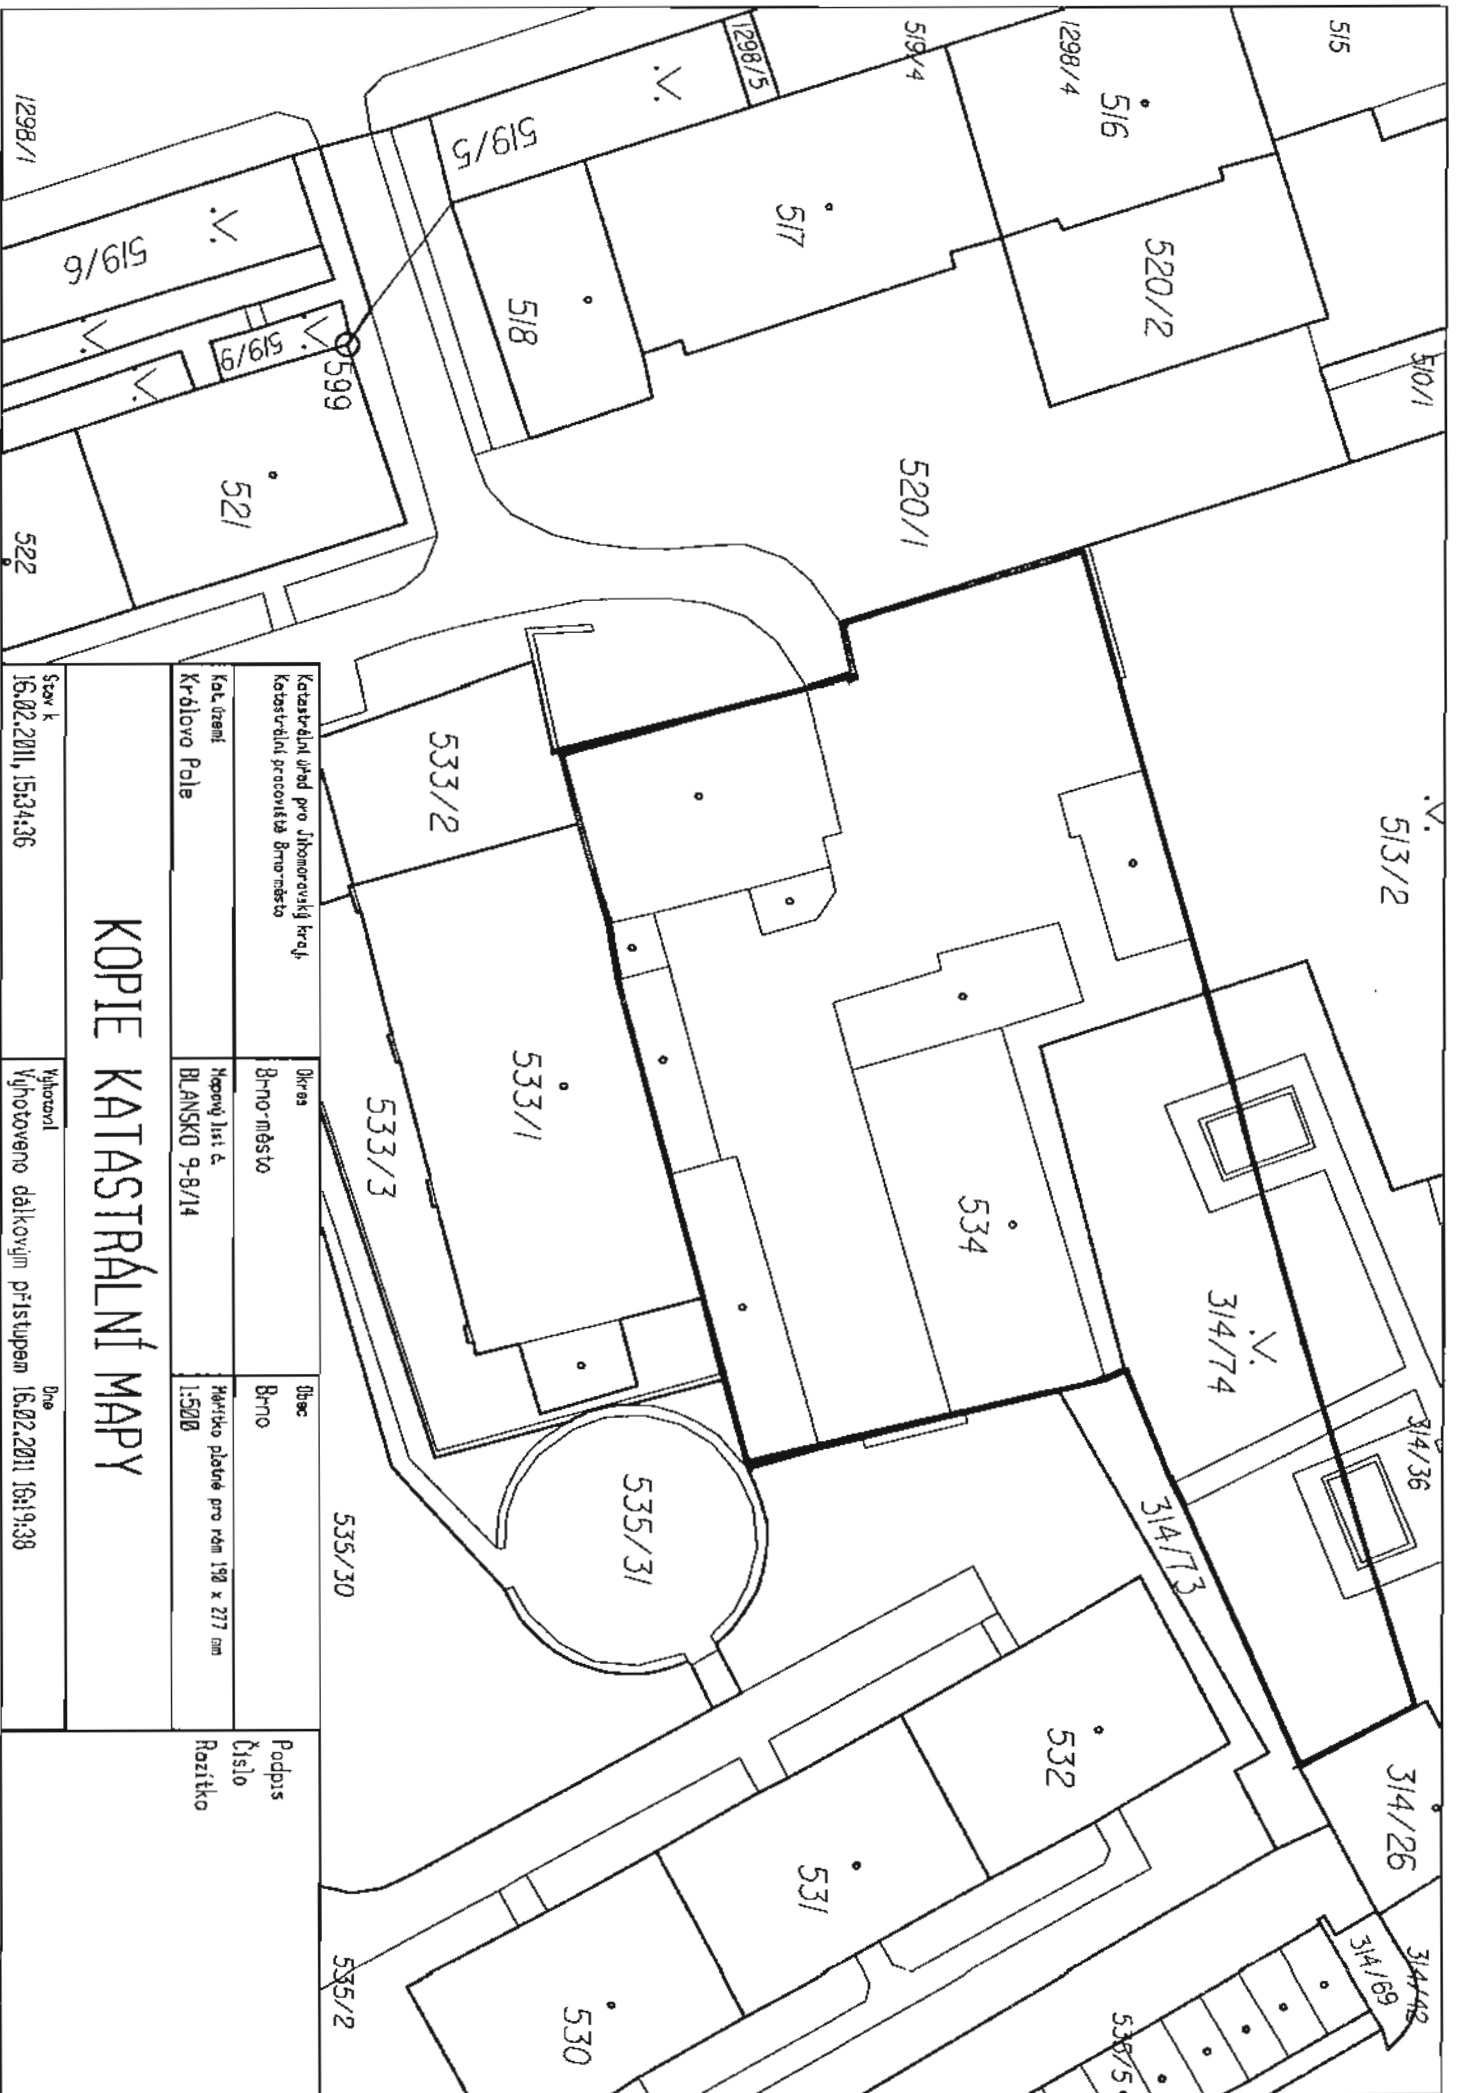 515
1298/4
516
519/4
1298/5
519/5
517
520/2
510/1
518
519/6
519/9
599
521
522
1298/1
520/1
513/2
533/2
533/1
533/3
534
314/74
314/36
314/73
535/31
535/30
532
531
530
535/2
314/26
314/42
314/69
Katastrální úřad pro Jihomoravský kraj,
Katastrální pracoviště Brno-město
Okres
Brno-město
Obec
Brno
Kat. území
Královo Pole
Mapový list č.
BLANSKO 9-8/14
Měřítko platné pro rám 190 x 277 mm
1:500
KOPIE KATASTRÁLNÍ MAPY
Stav k
16.02.2011, 15:34:36
Vyhotovil
Vyhotoveno dálkovým přístupem
Dne
16.02.2011 16:19:38
Podpis
Číslo
Razítko